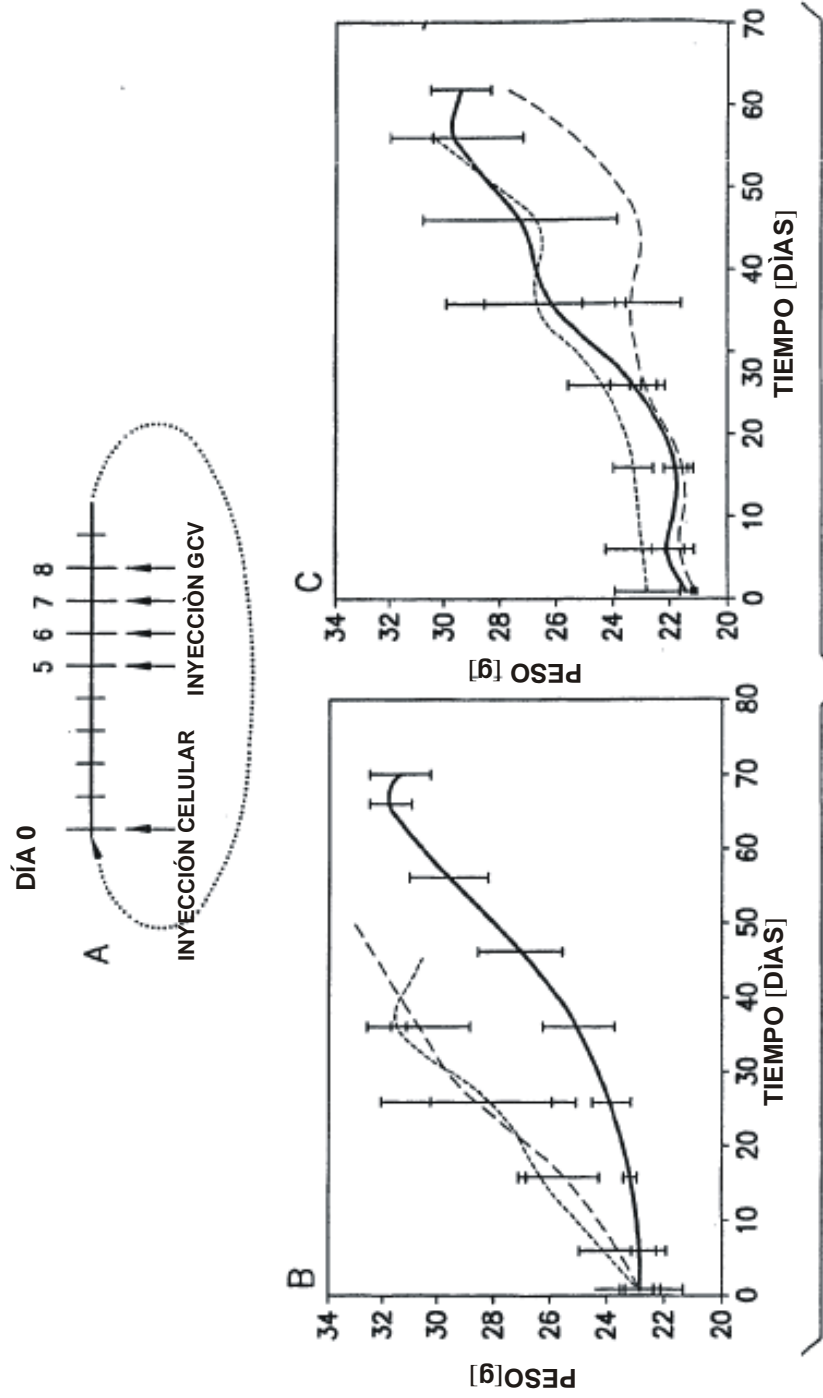 A
DÍA 0
5 6 7 8
INYECCIÓN CELULAR
INYECCIÓN GCV
B
PESO[g]
34
32
30
28
26
24
22
20
0 10 20 30 40 50 60 70 80
TIEMPO [DÌAS]
C
PESO [g]
34
32
30
28
26
24
22
20
0 10 20 30 40 50 60 70
TIEMPO [DÌAS]